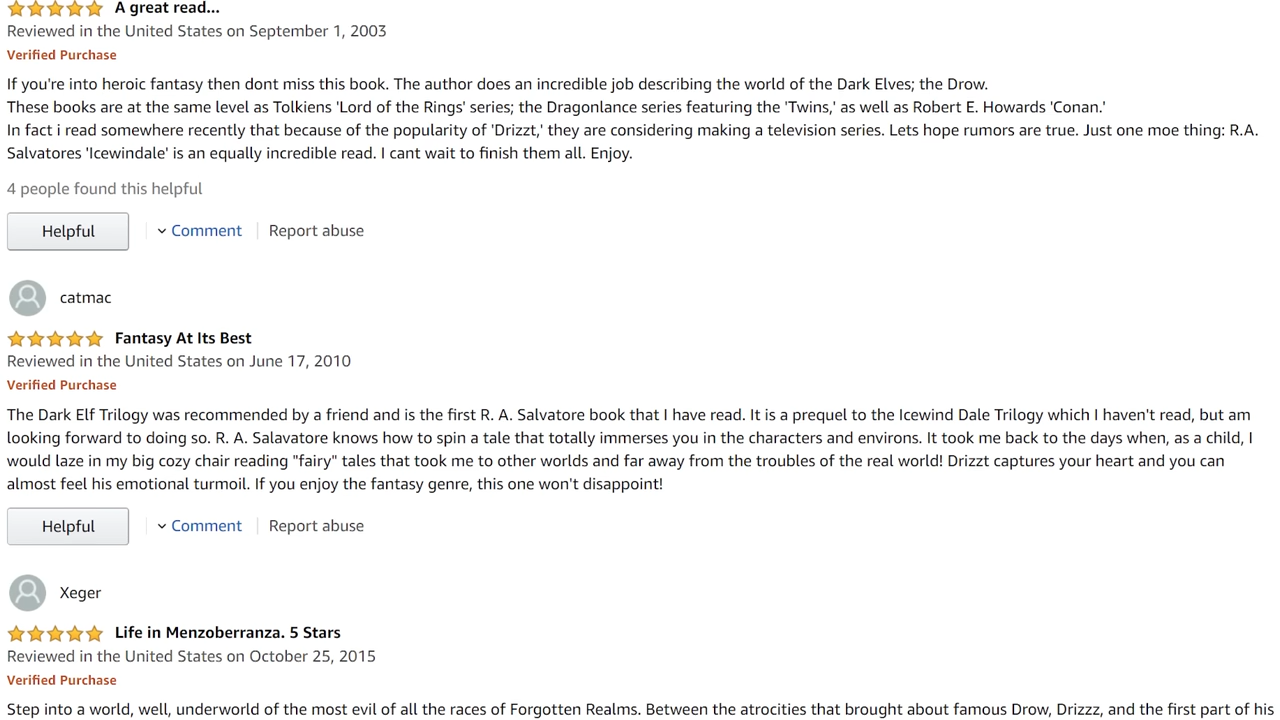 A great read...
Reviewed in the United States on September 1, 2003
Verified Purchase
If you're into heroic fantasy then dont miss this book. The author does an incredible job describing the world of the Dark Elves; the Drow.
These books are at the same level as Tolkiens 'Lord of the Rings' series; the Dragonlance series featuring the 'Twins,' as well as Robert E. Howards 'Conan.'
In fact i read somewhere recently that because of the popularity of 'Drizzt,' they are considering making a television series. Lets hope rumors are true. Just one moe thing: R.A.
Salvatores 'Icewindale' is an equally incredible read. I cant wait to finish them all. Enjoy.
4 people found this helpful
Helpful Comment Report abuse
catmac
Fantasy At Its Best
Reviewed in the United States on June 17, 2010
Verified Purchase
The Dark Elf Trilogy was recommended by a friend and is the first R. A. Salvatore book that I have read. It is a prequel to the Icewind Dale Trilogy which I haven't read, but am
looking forward to doing so. R. A. Salavatore knows how to spin a tale that totally immerses you in the characters and environs. It took me back to the days when, as a child, I
would laze in my big cozy chair reading "fairy" tales that took me to other worlds and far away from the troubles of the real world! Drizzt captures your heart and you can
almost feel his emotional turmoil. If you enjoy the fantasy genre, this one won't disappoint!
Helpful Comment Report abuse
Xeger
Life in Menzoberranza. 5 Stars
Reviewed in the United States on October 25, 2015
Verified Purchase
Step into a world, well, underworld of the most evil of all the races of Forgotten Realms. Between the atrocities that brought about famous Drow, Drizzz, and the first part of his